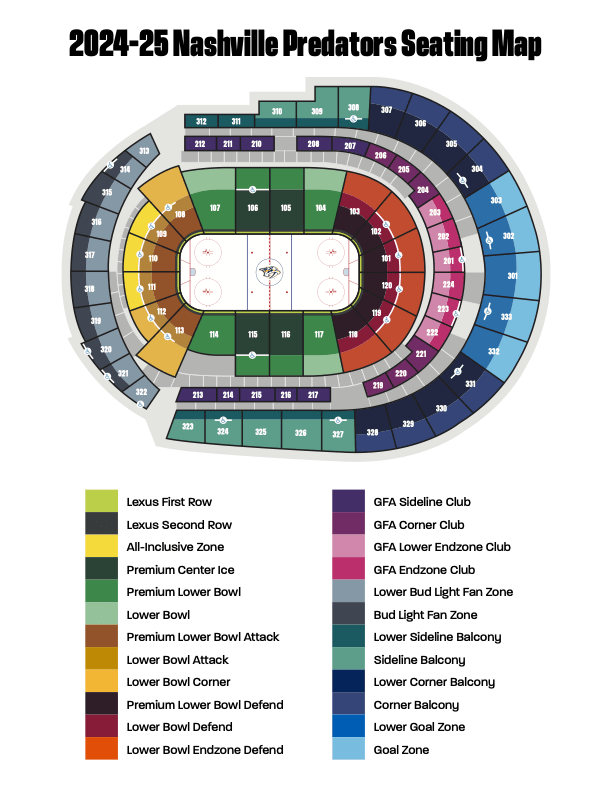 2024-25 Nashville Predators Seating Map
310 309 308 307
312 311
306
313
212 211 210 208 207
305
314
206
205
304
315
204
303
108
107 106 105 104
103
203
316
109
102
202
302
317
110
101
201
301
318
111
120
224
319
112
119
223
333
113
114 115 116 117
118
222
320
221
332
321
220
322
213 214 215 216 217
219
331
330
323 324 325 326 327 328
329
Lexus First Row
Lexus Second Row
All-Inclusive Zone
Premium Center Ice
Premium Lower Bowl
Lower Bowl
Premium Lower Bowl Attack
Lower Bowl Attack
Lower Bowl Corner
Premium Lower Bowl Defend
Lower Bowl Defend
Lower Bowl Endzone Defend
GFA Sideline Club
GFA Corner Club
GFA Lower Endzone Club
GFA Endzone Club
Lower Bud Light Fan Zone
Bud Light Fan Zone
Lower Sideline Balcony
Sideline Balcony
Lower Corner Balcony
Corner Balcony
Lower Goal Zone
Goal Zone